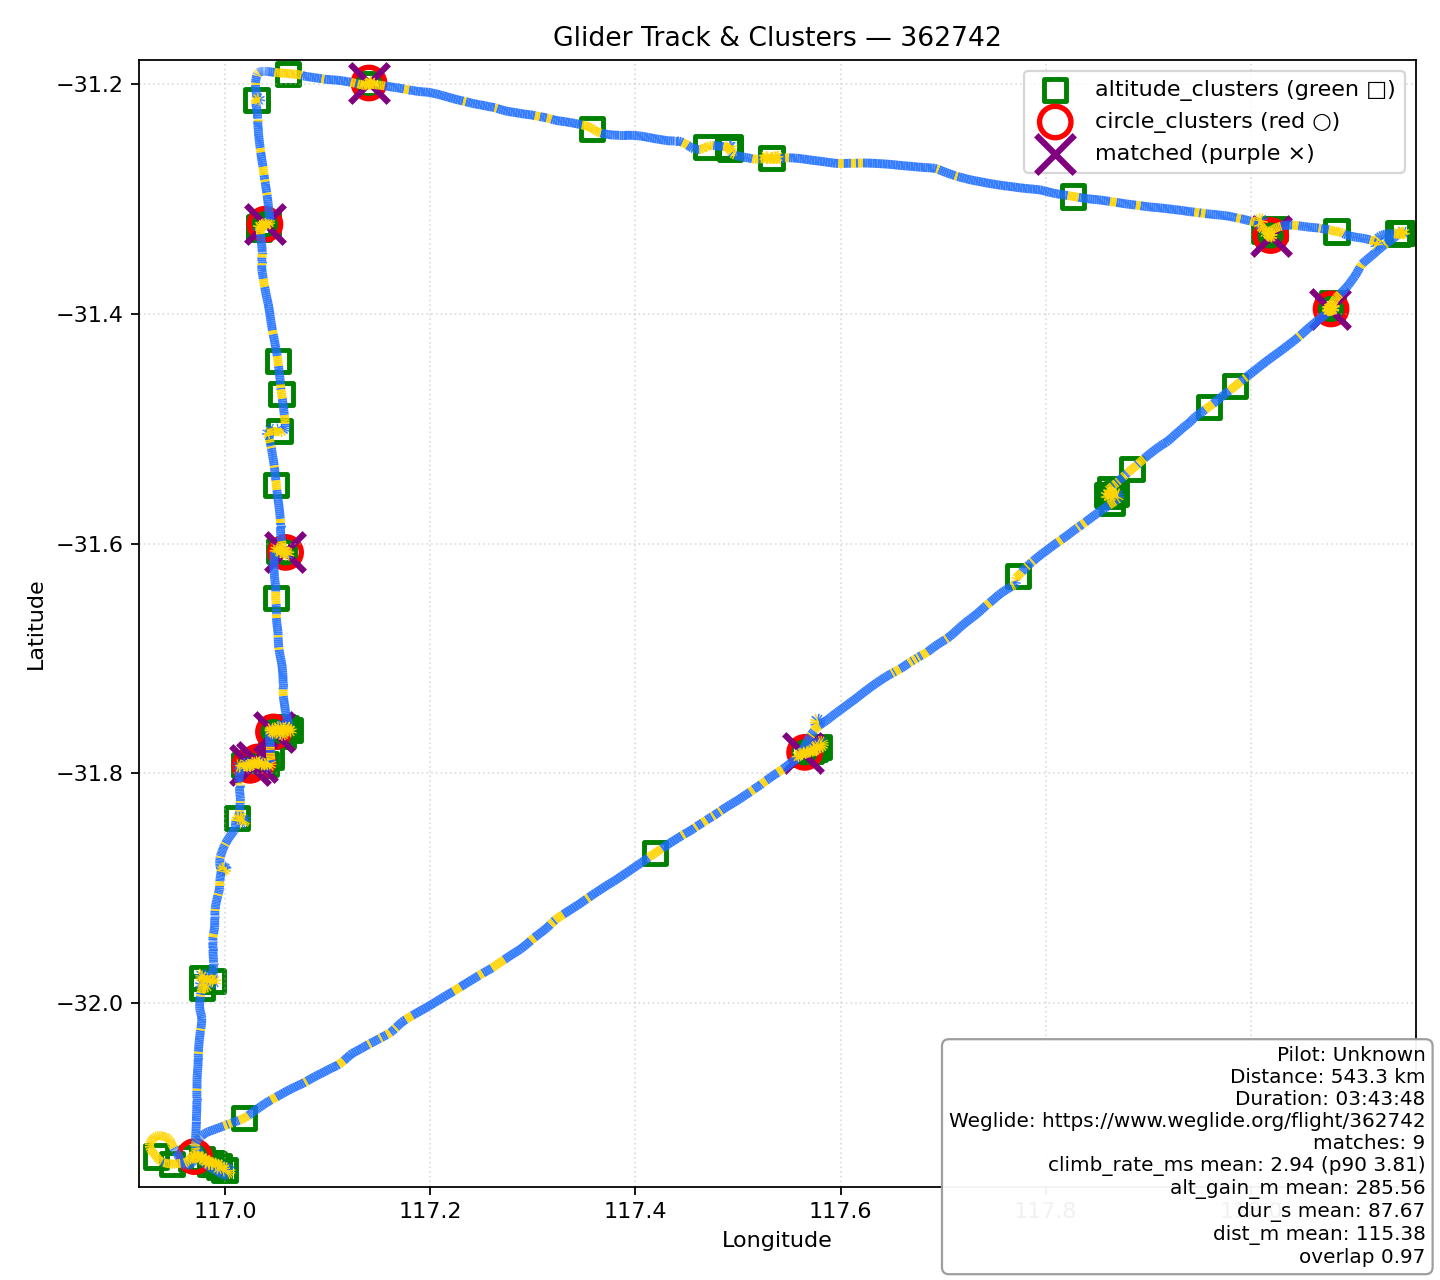 Glider Track & Clusters — 362742
altitude_clusters (green □)
circle_clusters (red ○)
matched (purple ×)
Latitude
−31.2
−31.4
−31.6
−31.8
−32.0
117.0
117.2
117.4
117.6
117.8
Longitude
Pilot: Unknown
Distance: 543.3 km
Duration: 03:43:48
Weglide: https://www.weglide.org/flight/362742
matches: 9
climb_rate_ms mean: 2.94 (p90 3.81)
alt_gain_m mean: 285.56
dur_s mean: 87.67
dist_m mean: 115.38
overlap 0.97